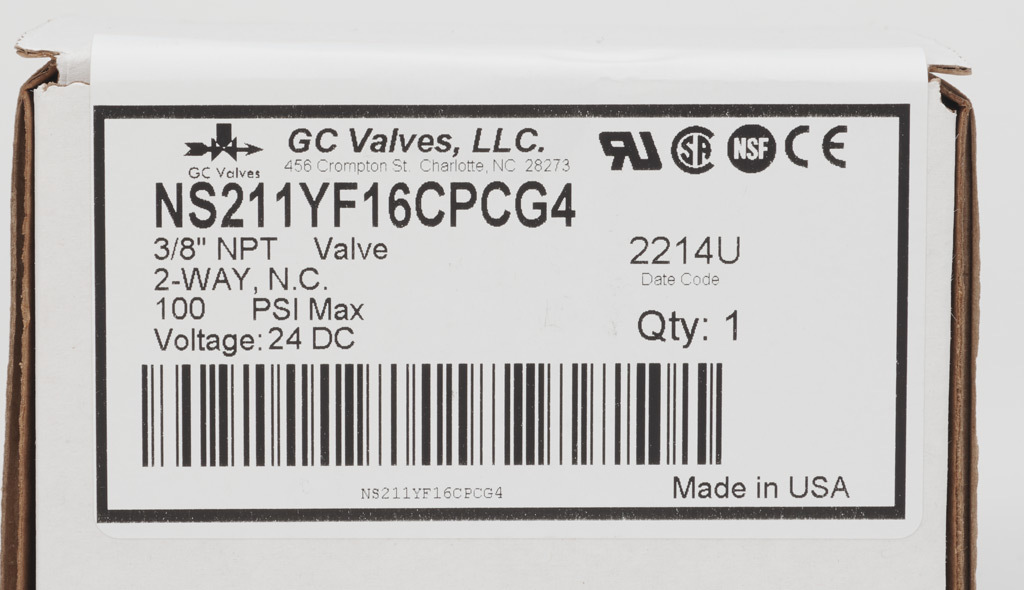 GC Valves, LLC.
456 Crompton St. Charlotte, NC 28273
GC Valves
NSF
CE
NS211YF16CPCG4
3/8" NPT Valve
2-WAY, N.C.
100 PSI Max
Voltage: 24 DC
2214U
Date Code
Qty: 1
NS211YF16CPCG4
Made in USA